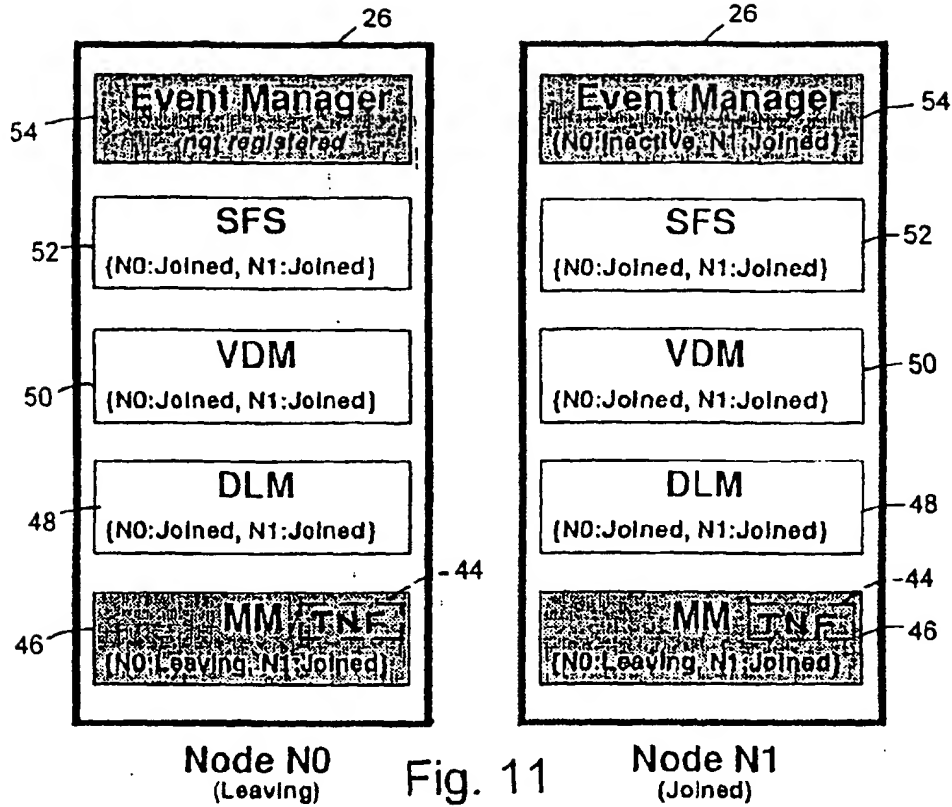 26
Event Manager
54
not registered
SFS
52
{N0:Joined, N1:Joined}
VDM
50
{N0:Joined, N1:Joined}
DLM
48
{N0:Joined, N1:Joined}
44
MM TNF
46
{N0:Leaving, N1:Joined}
Node N0
(Leaving)
26
Event Manager
54
{N0:Inactive, N1:Joined}
SFS
52
{N0:Joined, N1:Joined}
VDM
50
{N0:Joined, N1:Joined}
DLM
48
{N0:Joined, N1:Joined}
44
MM TNF
46
{N0:Leaving, N1:Joined}
Node N1
(Joined)
Fig. 11